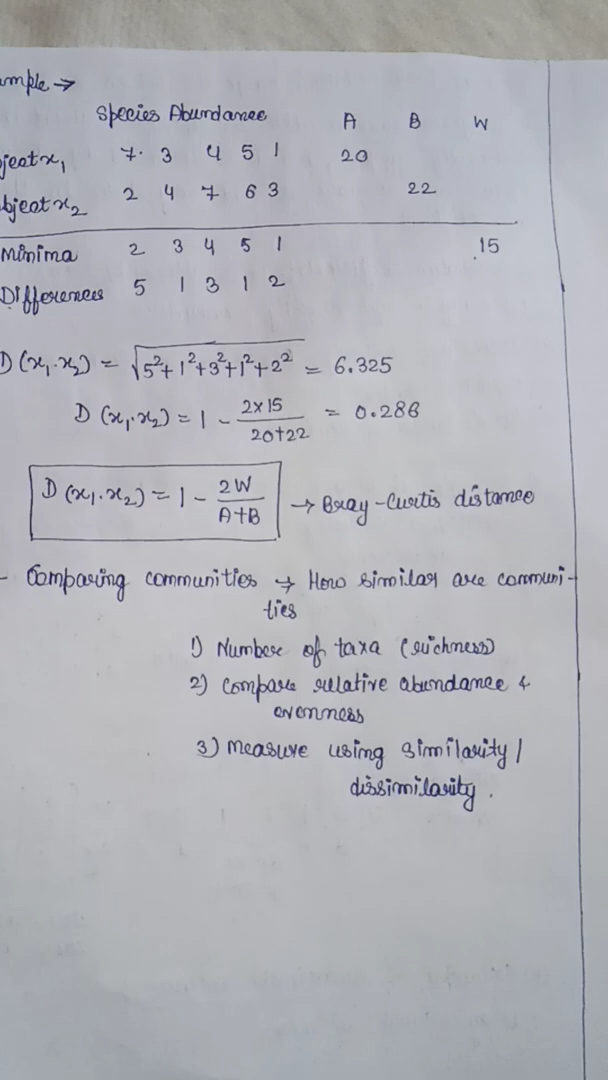 mple →
Species Abundance A B W
ject x₁ 7. 3 4 5 1 20
bject x₂ 2 4 7 6 3 22
Minima 2 3 4 5 1 15
Differences 5 1 3 1 2
D(x₁.x₂) = √5²+1²+3²+1²+2² = 6.325
D(x₁.x₂) = 1 - 2×15/20+22 = 0.286
D(x₁.x₂) = 1 - 2W/A+B → Bray-Curtis distance
- Comparing communities → How similar are communi-
ties
1) Number of taxa (richness)
2) Compare relative abundance &
evenness
3) Measure using similarity/
dissimilarity.